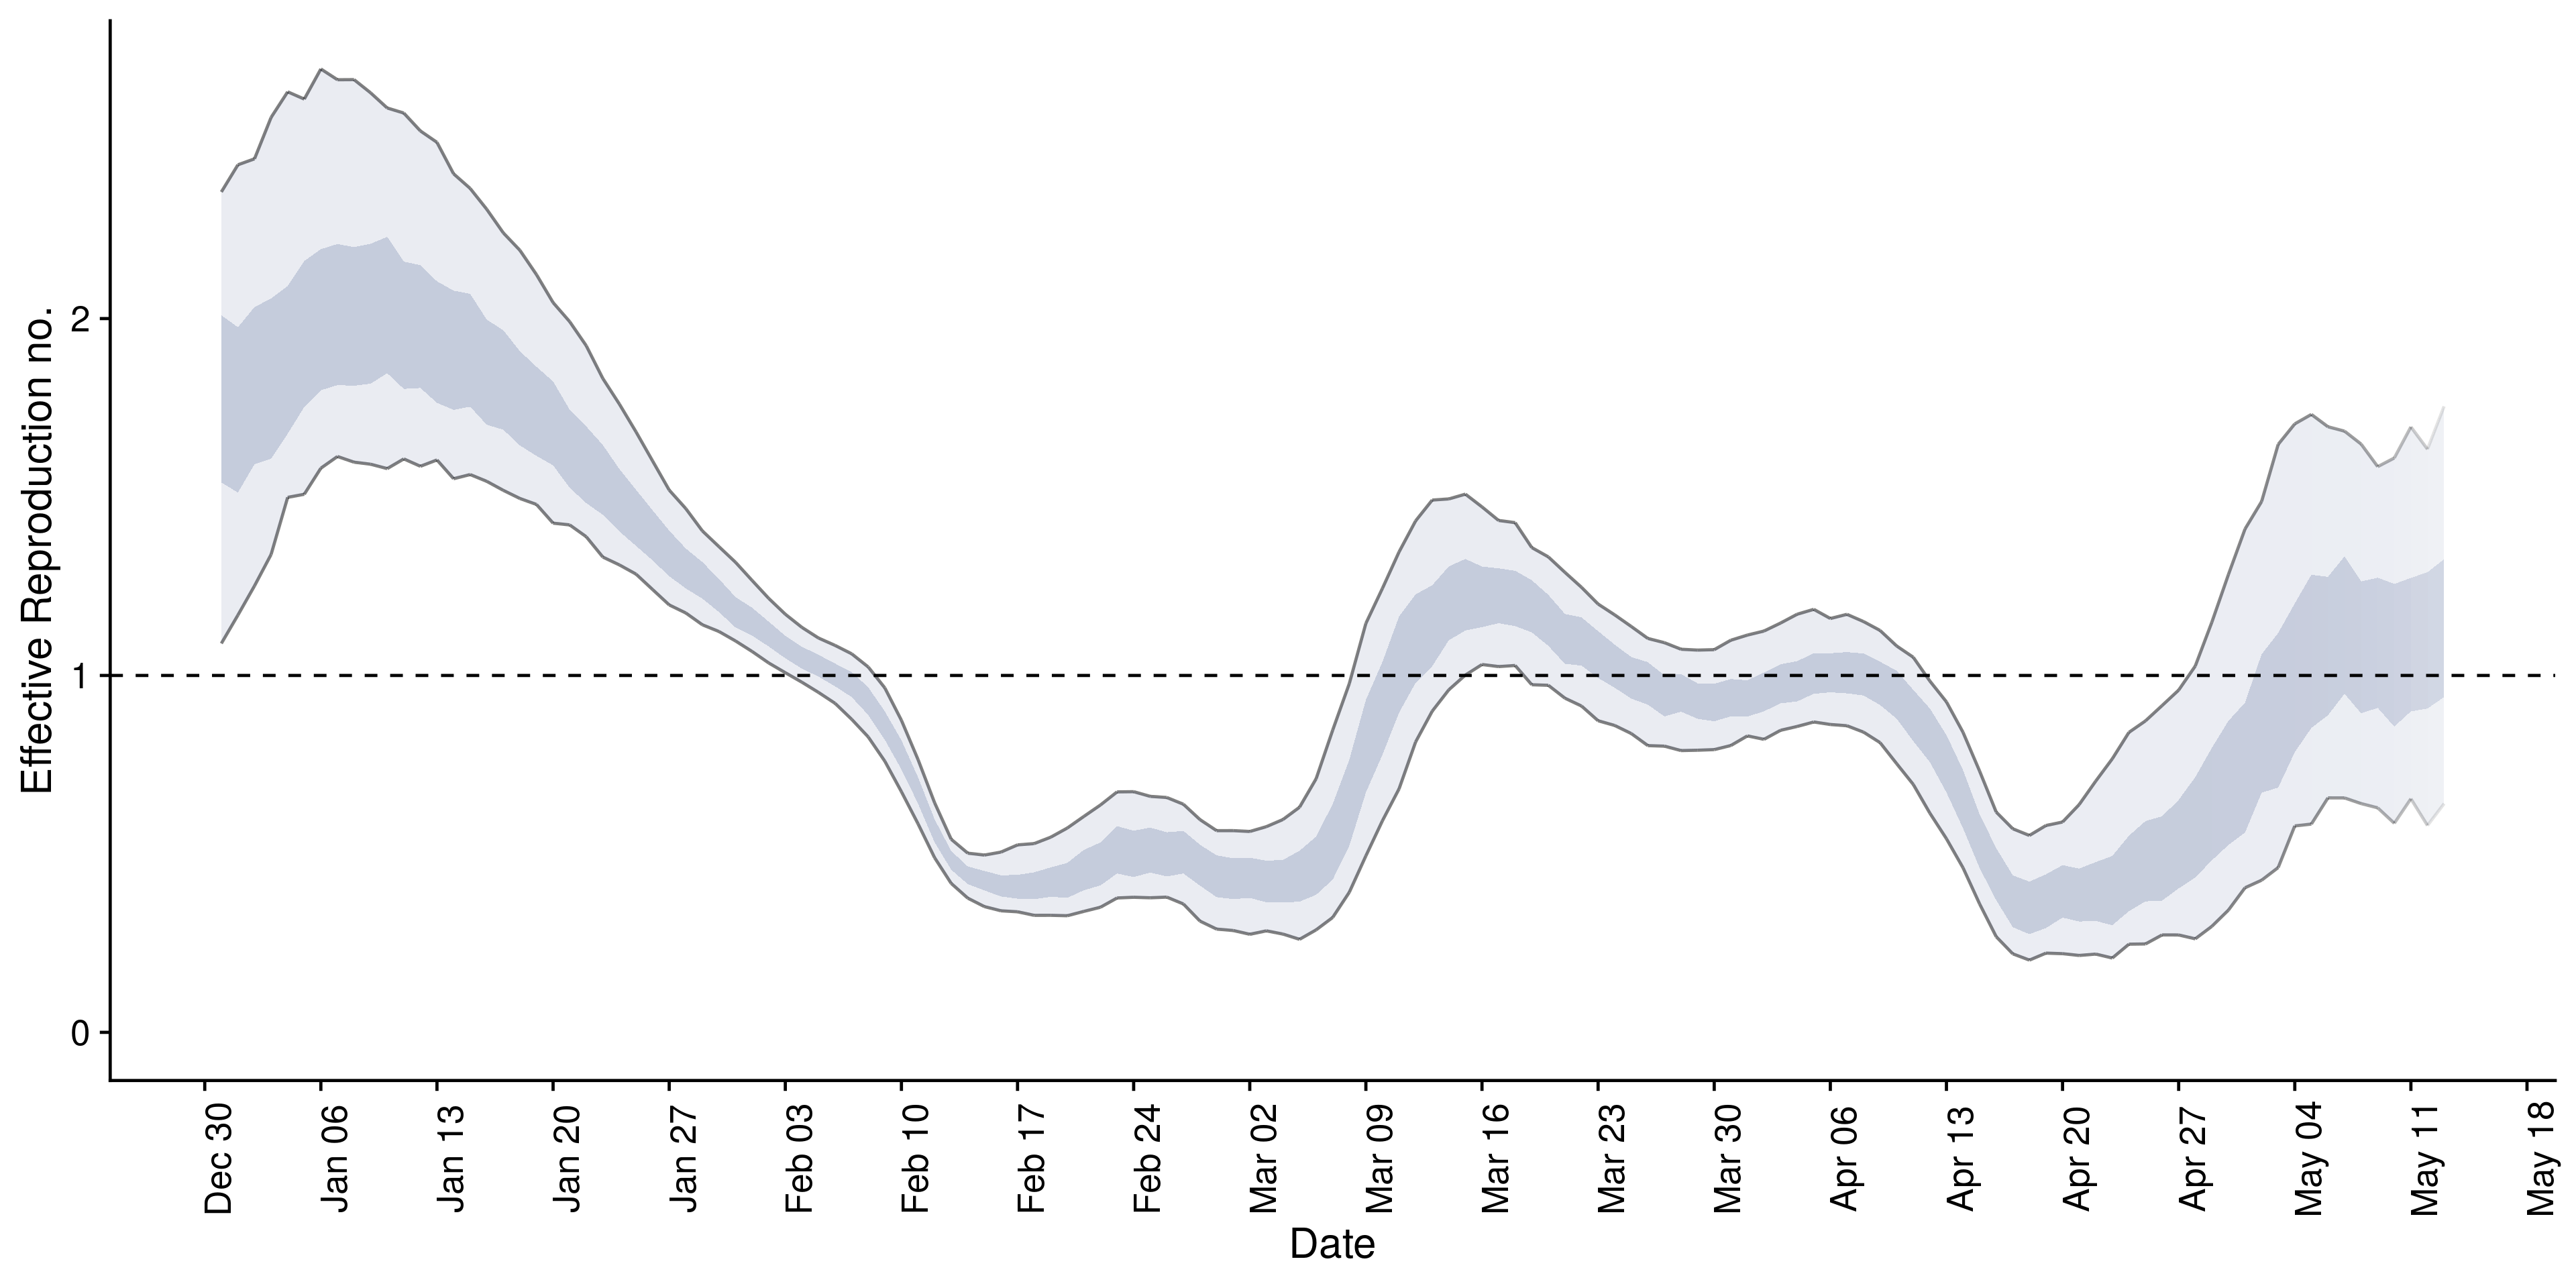 Effective Reproduction no.
2
1
0
Dec 30
Jan 06
Jan 13
Jan 20
Jan 27
Feb 03
Feb 10
Feb 17
Feb 24
Mar 02
Mar 09
Mar 16
Mar 23
Mar 30
Apr 06
Apr 13
Apr 20
Apr 27
May 04
May 11
May 18
Date